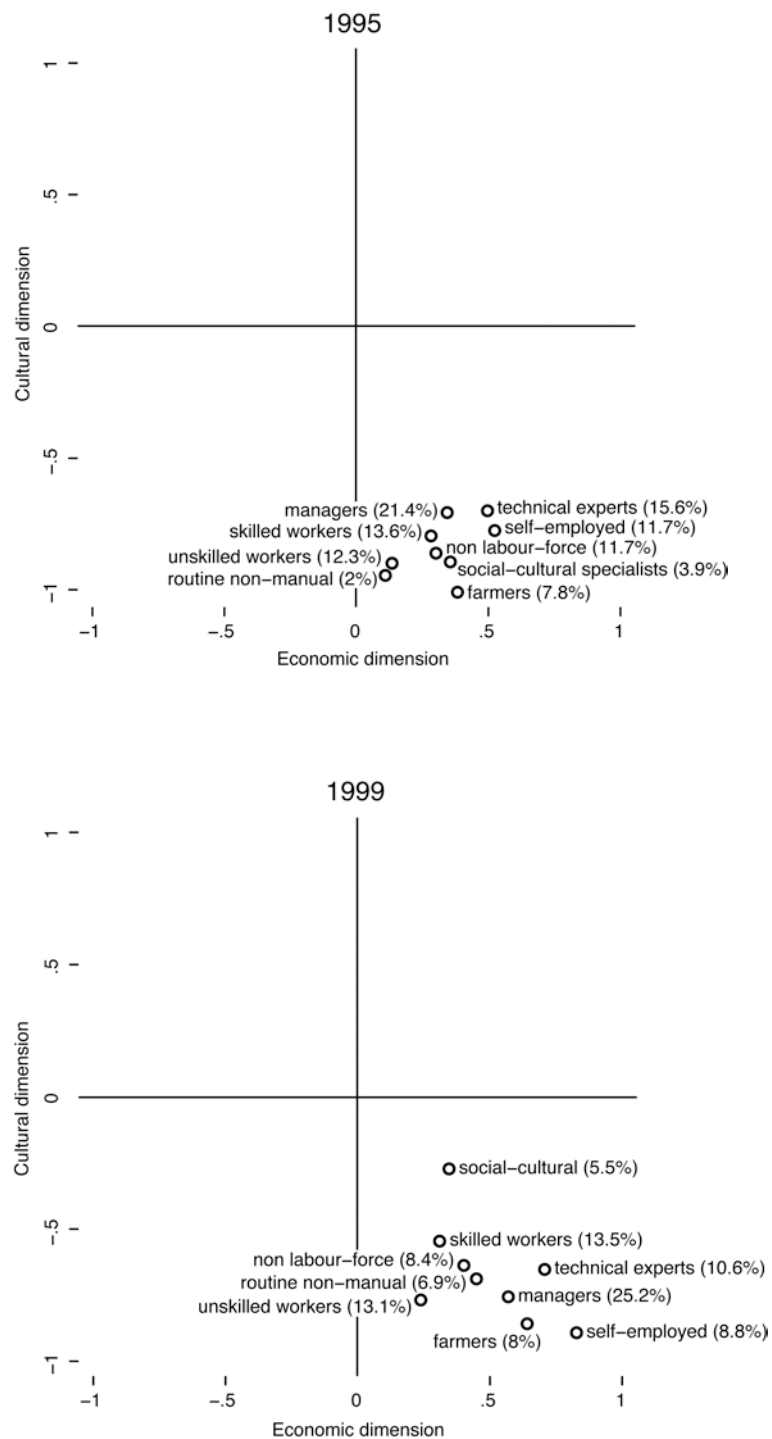 1995
1
.5
0
-.5
-1
Cultural dimension
managers (21.4%)
technical experts (15.6%)
skilled workers (13.6%)
self-employed (11.7%)
non labour-force (11.7%)
unskilled workers (12.3%)
social-cultural specialists (3.9%)
routine non-manual (2%)
farmers (7.8%)
-1
-.5
0
.5
1
Economic dimension
1999
1
.5
0
-.5
-1
Cultural dimension
social-cultural (5.5%)
skilled workers (13.5%)
non labour-force (8.4%)
technical experts (10.6%)
routine non-manual (6.9%)
managers (25.2%)
unskilled workers (13.1%)
farmers (8%)
self-employed (8.8%)
-1
-.5
0
.5
1
Economic dimension